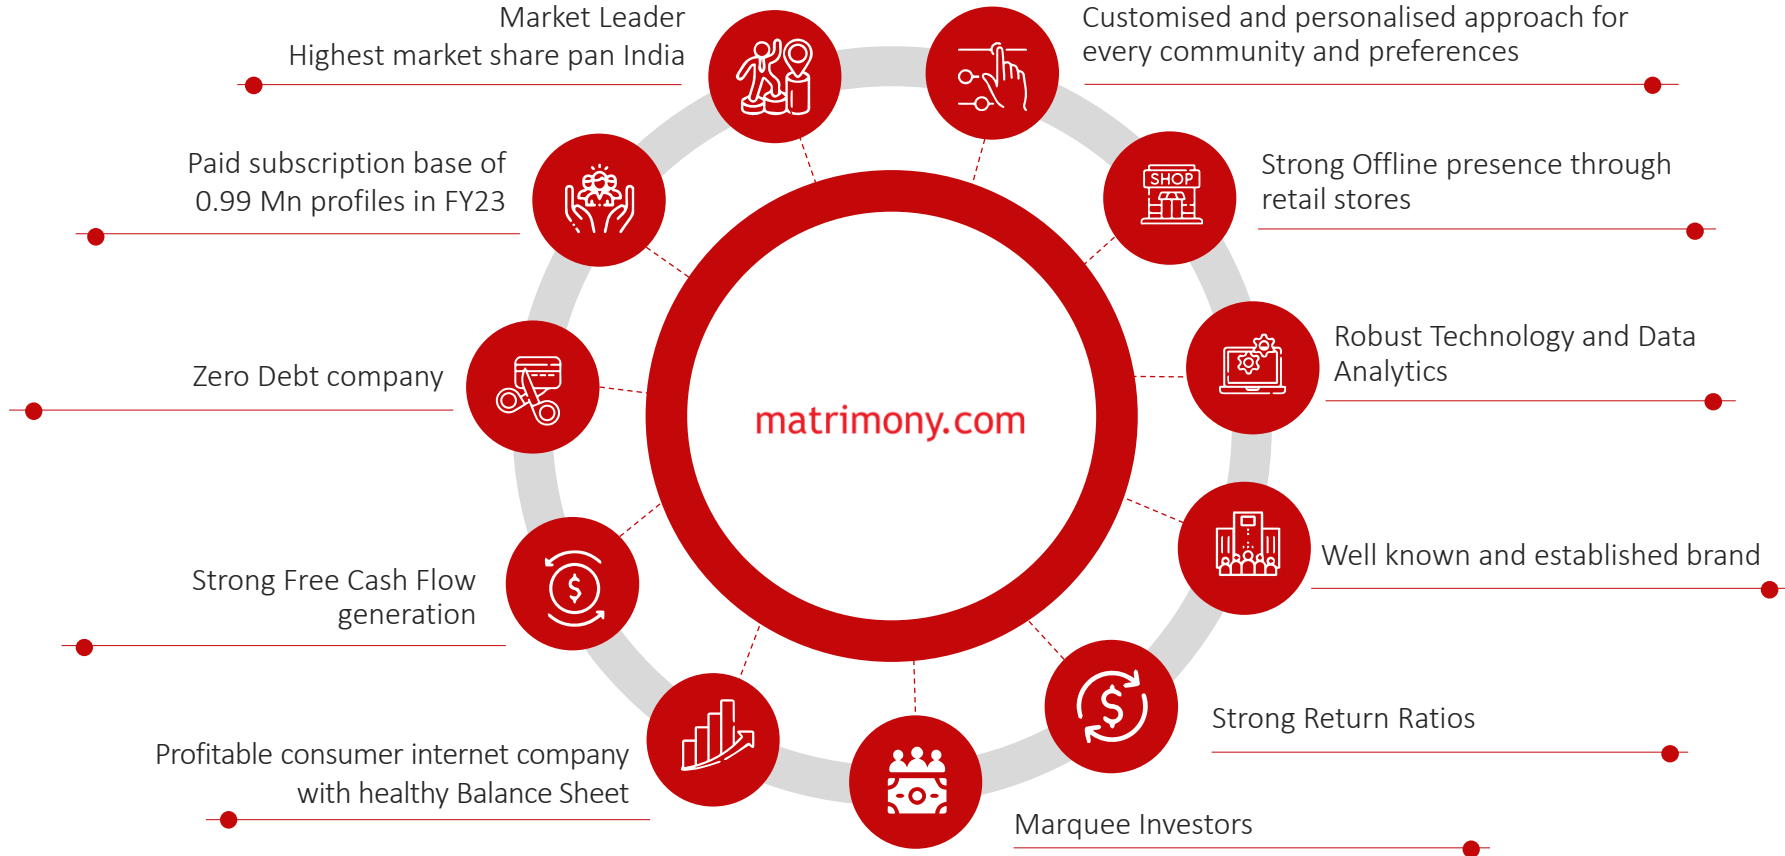 Market Leader
Highest market share pan India
Customised and personalised approach for
every community and preferences
Paid subscription base of
0.99 Mn profiles in FY23
SHOP
Strong Offline presence through
retail stores
Zero Debt company
Robust Technology and Data
Analytics
matrimony.com
Strong Free Cash Flow
generation
Well known and established brand
Profitable consumer internet company
with healthy Balance Sheet
Strong Return Ratios
Marquee Investors